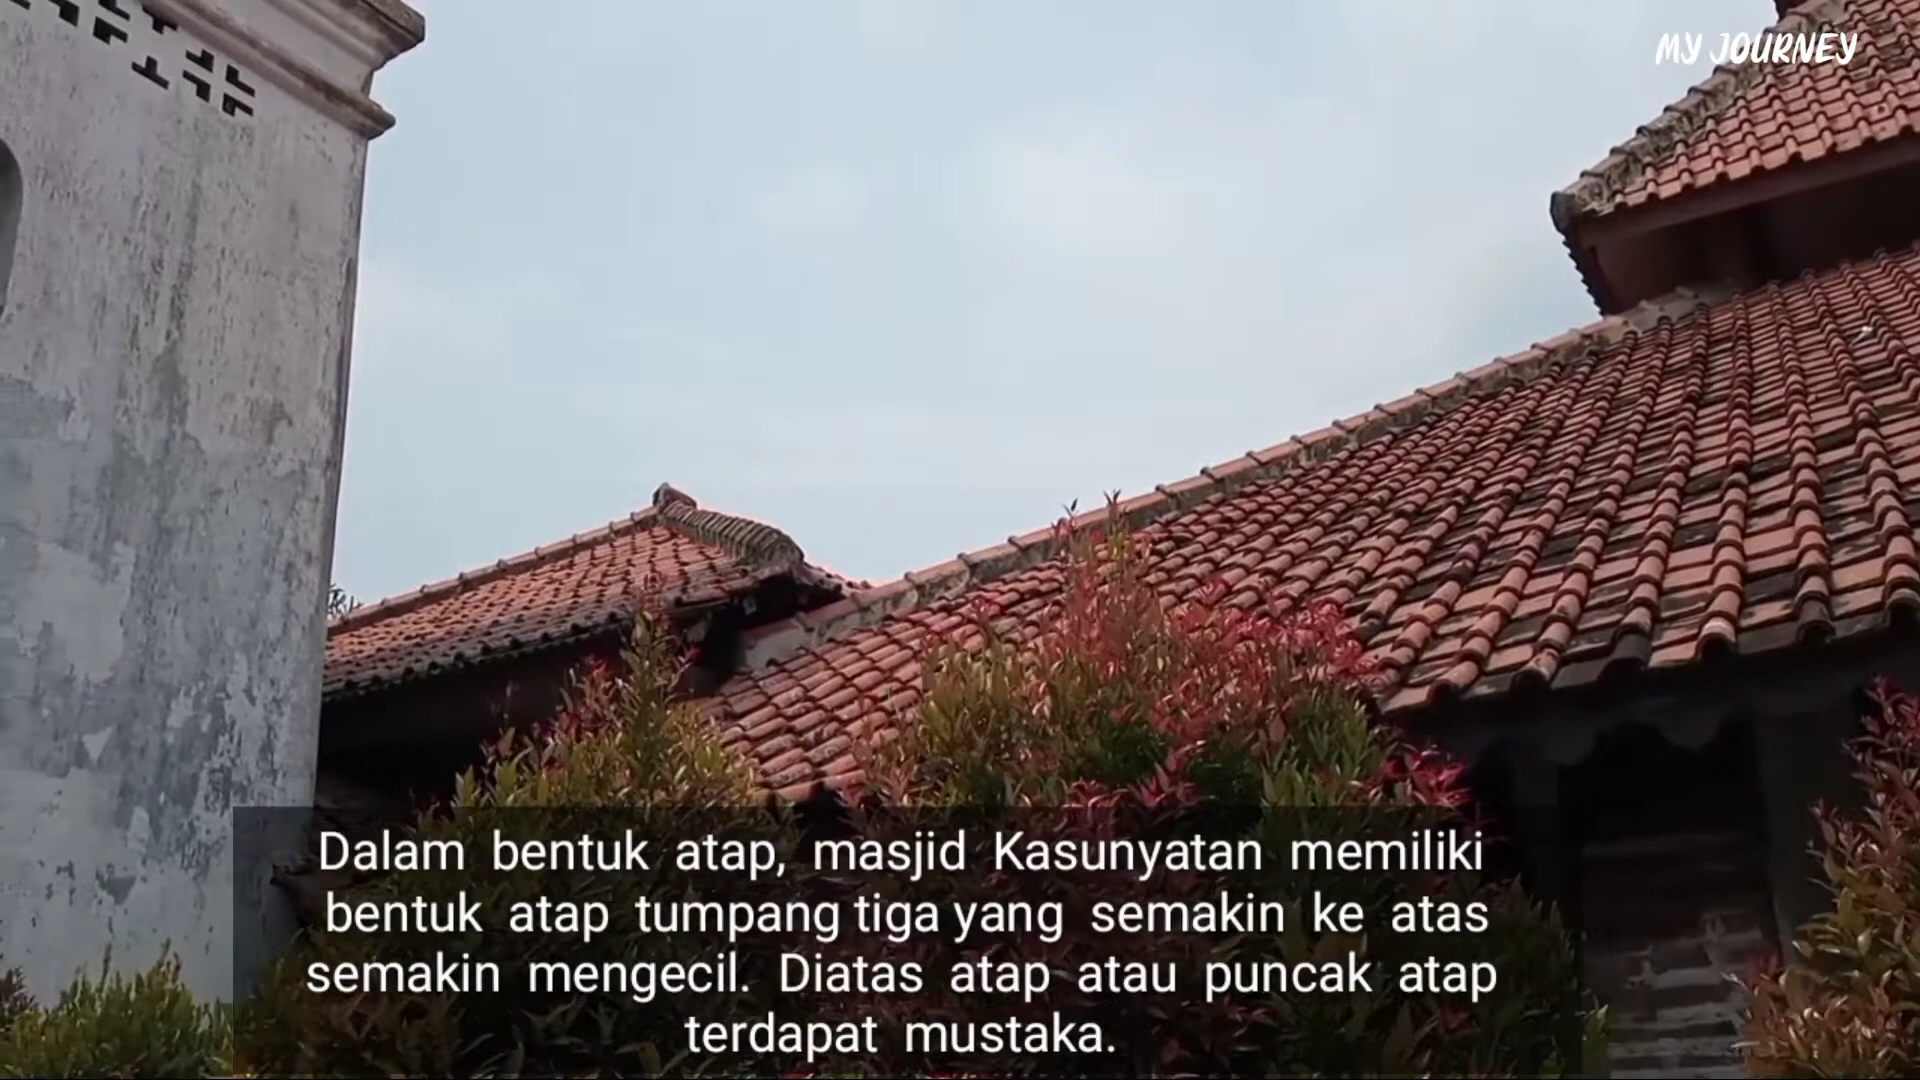 MY JOURNEY
Dalam bentuk atap, masjid Kasunyatan memiliki
bentuk atap tumpang tiga yang semakin ke atas
semakin mengecil. Diatas atap atau puncak atap
terdapat mustaka.